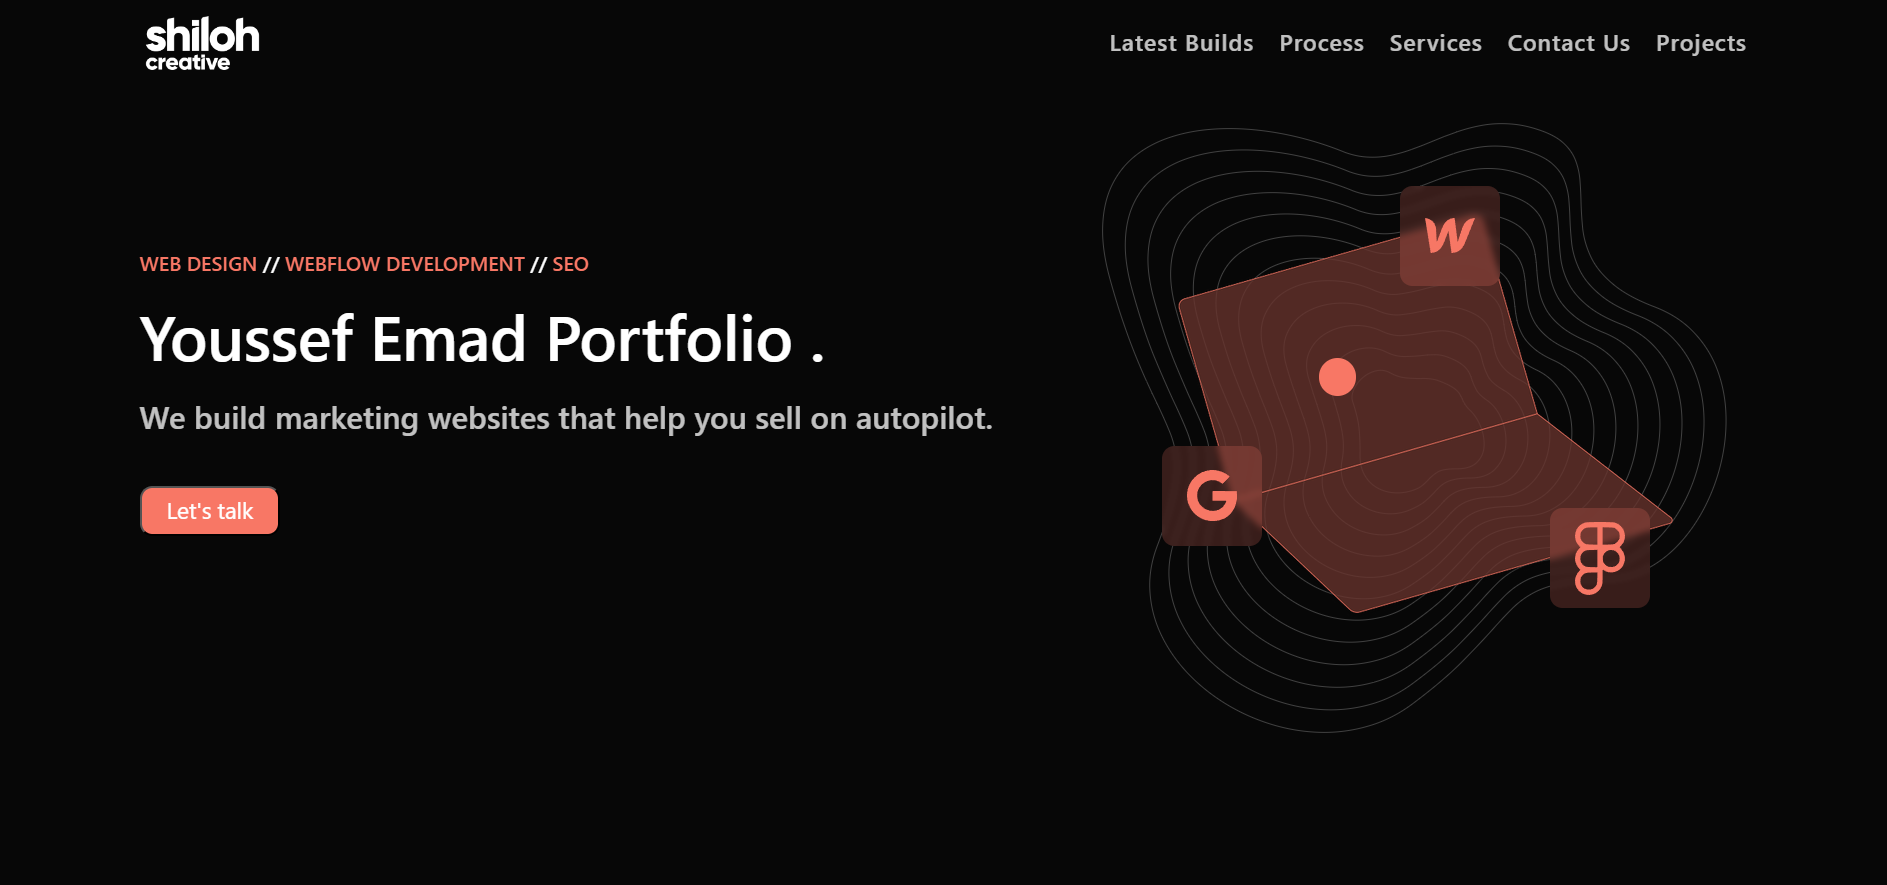 shiloh
creative
Latest Builds Process Services Contact Us Projects
WEB DESIGN // WEBFLOW DEVELOPMENT // SEO
Youssef Emad Portfolio .
We build marketing websites that help you sell on autopilot.
Let's talk
W
G